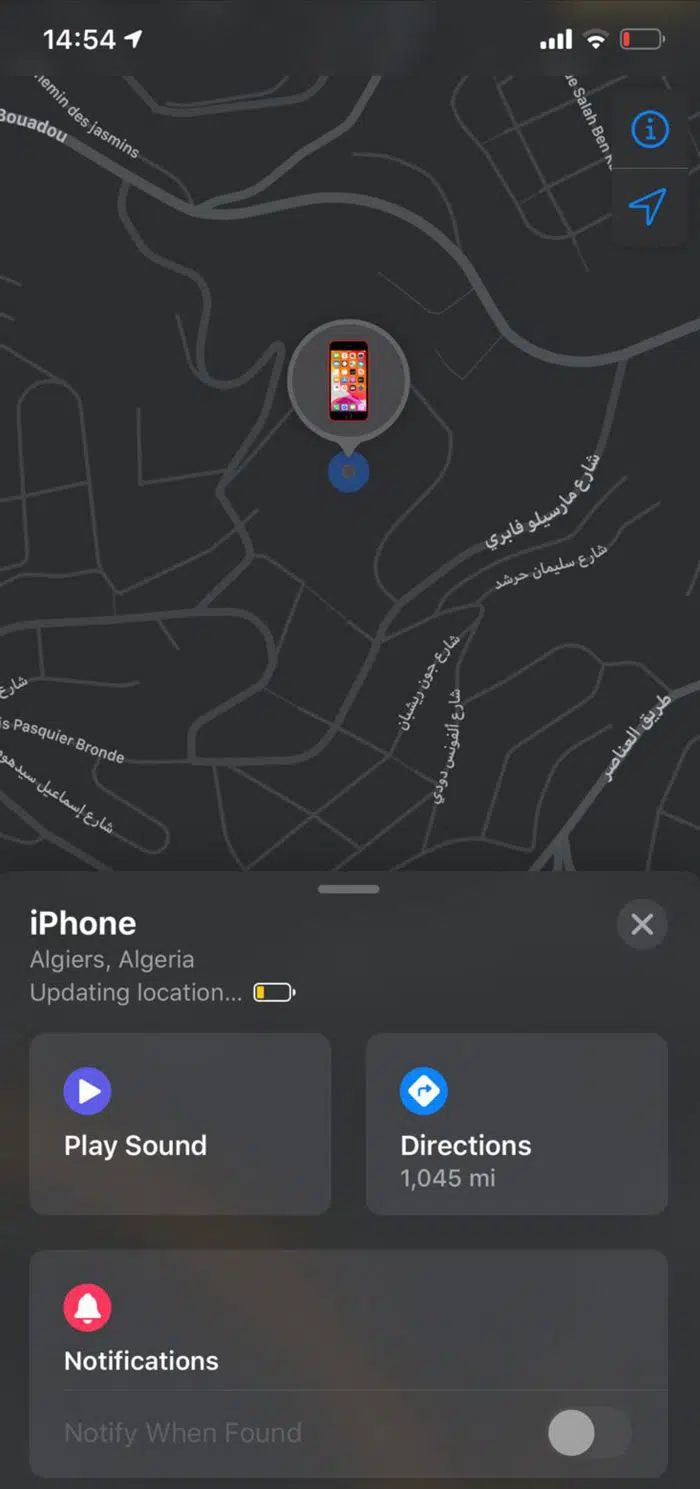 14:54
hemin des jasmins
Bouadou
e Salah Ben
شارع مارسيلو فابري
شارع سليمان حرشد
شارع جون ريشبان
شارع ألفونس دودي
طريق العناصر
شارع
is Pasquier Bronde
شارع إسماعيل سيدهوم
iPhone
Algiers, Algeria
Updating location...
Play Sound
Directions
1,045 mi
Notifications
Notify When Found